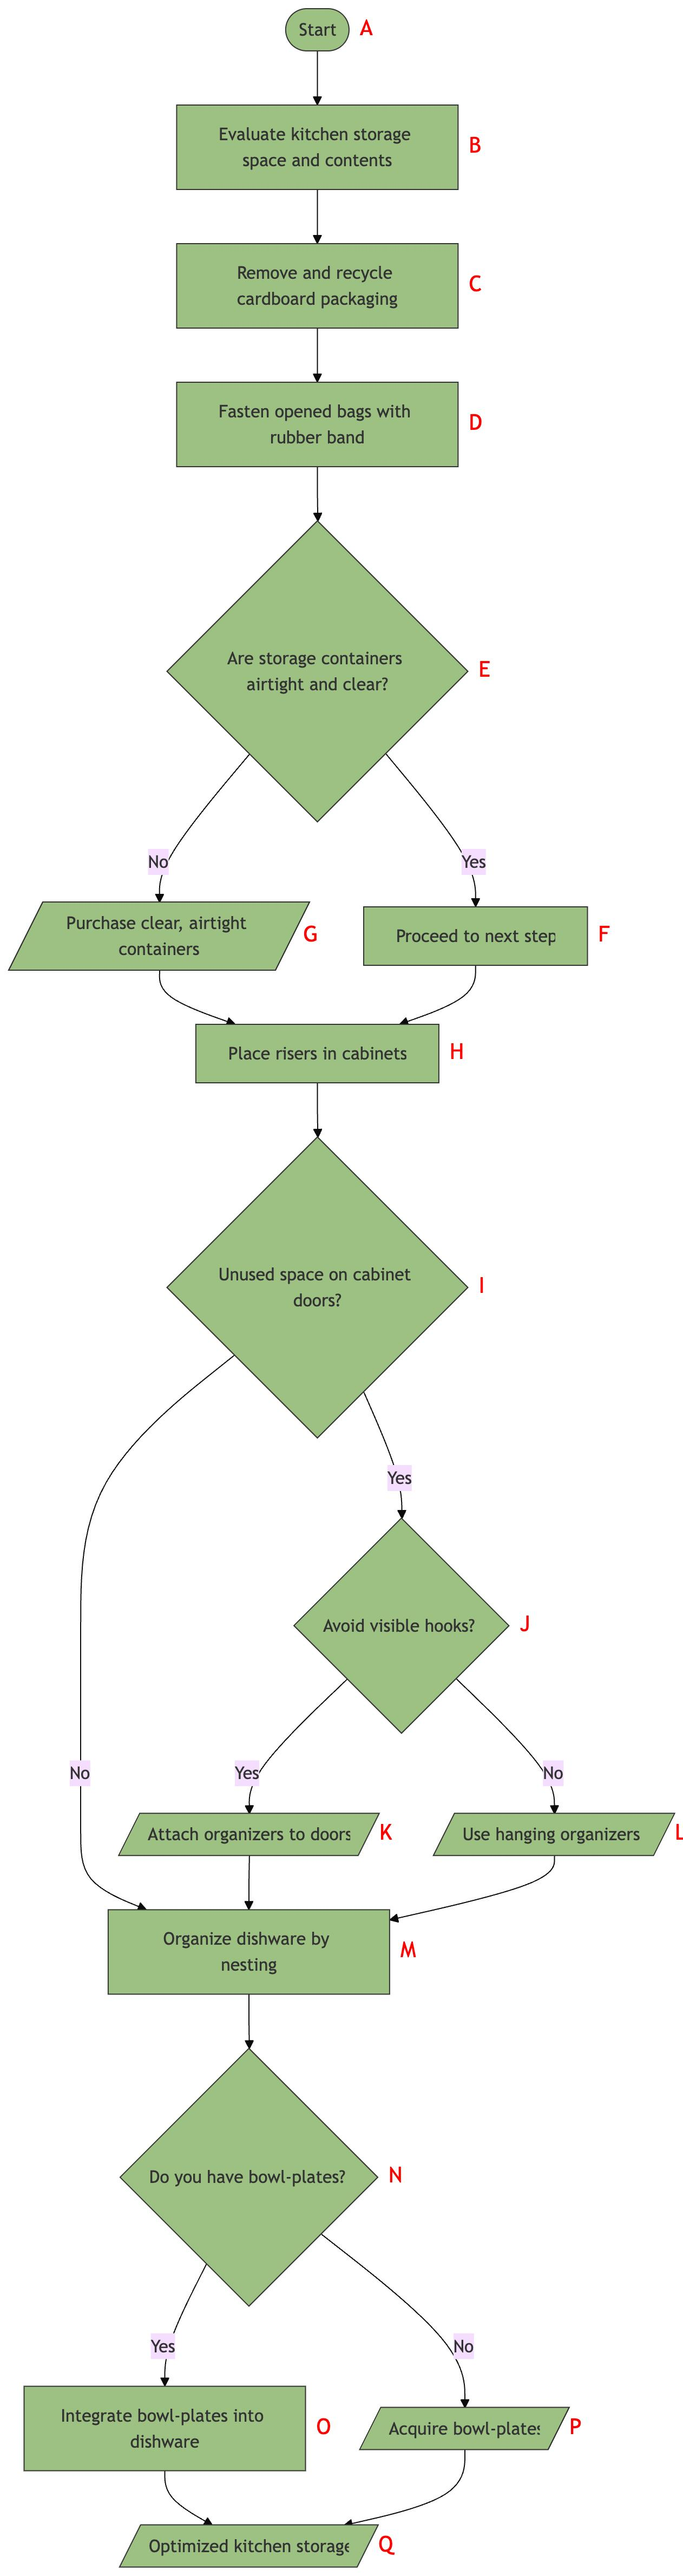 Start
A
Evaluate kitchen storage
space and contents
B
Remove and recycle
cardboard packaging
C
Fasten opened bags with
rubber band
D
Are storage containers
airtight and clear?
E
No
Yes
Purchase clear, airtight
containers
G
Proceed to next step
F
Place risers in cabinets
H
Unused space on cabinet
doors?
I
Yes
Avoid visible hooks?
J
No
Yes
No
Attach organizers to doors
K
Use hanging organizers
L
Organize dishware by
nesting
M
Do you have bowl-plates?
N
Yes
No
Integrate bowl-plates into
dishware
O
Acquire bowl-plates
P
Optimized kitchen storage
Q